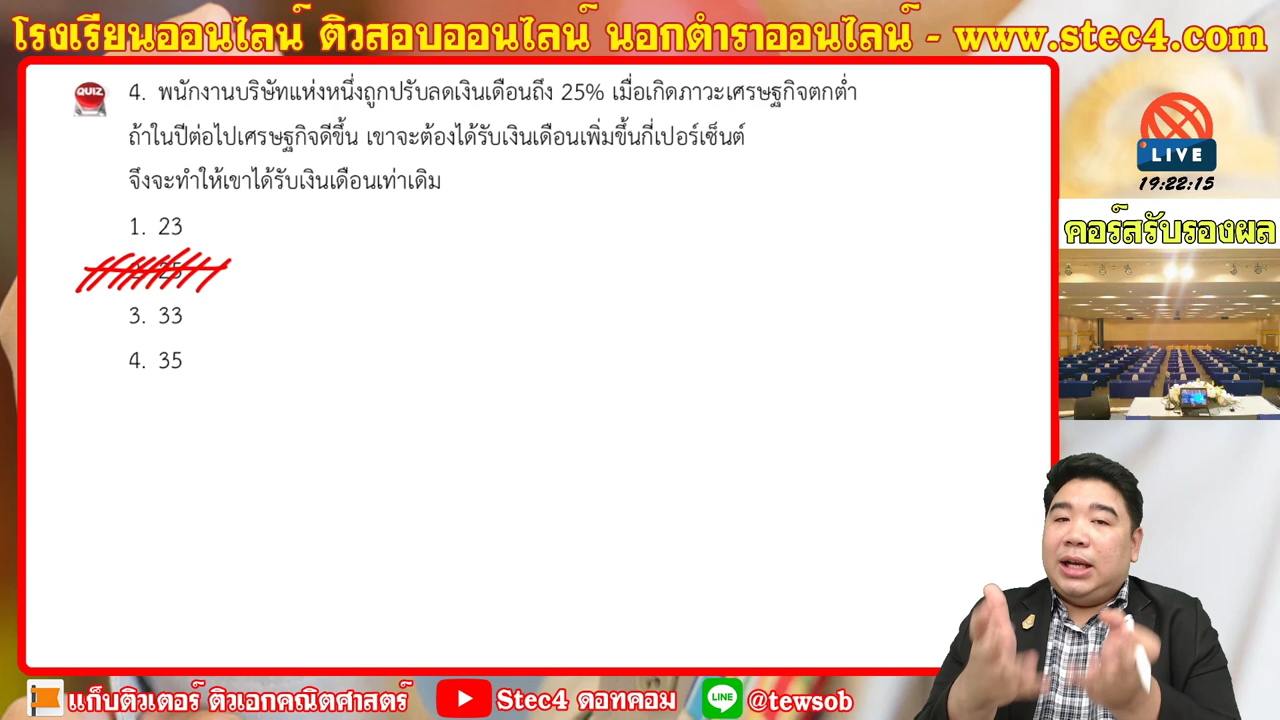 โรงเรียนออนไลน์ ติวสอบออนไลน์ นอกตำราออนไลน์ - www.stec4.com
QUIZ
4. พนักงานบริษัทแห่งหนึ่งถูกปรับลดเงินเดือนถึง 25% เมื่อเกิดภาวะเศรษฐกิจตกต่ำ
ถ้าในปีต่อไปเศรษฐกิจดีขึ้น เขาจะต้องได้รับเงินเดือนเพิ่มขึ้นกี่เปอร์เซ็นต์
จึงจะทำให้เขาได้รับเงินเดือนเท่าเดิม
1. 23
2. 25
3. 33
4. 35
LIVE
19:22:15
คอร์สรับรองผล
แก็บติวเตอร์ ติวเอกคณิตศาสตร์
Stec4 ดอทคอม
LINE
@tewsob